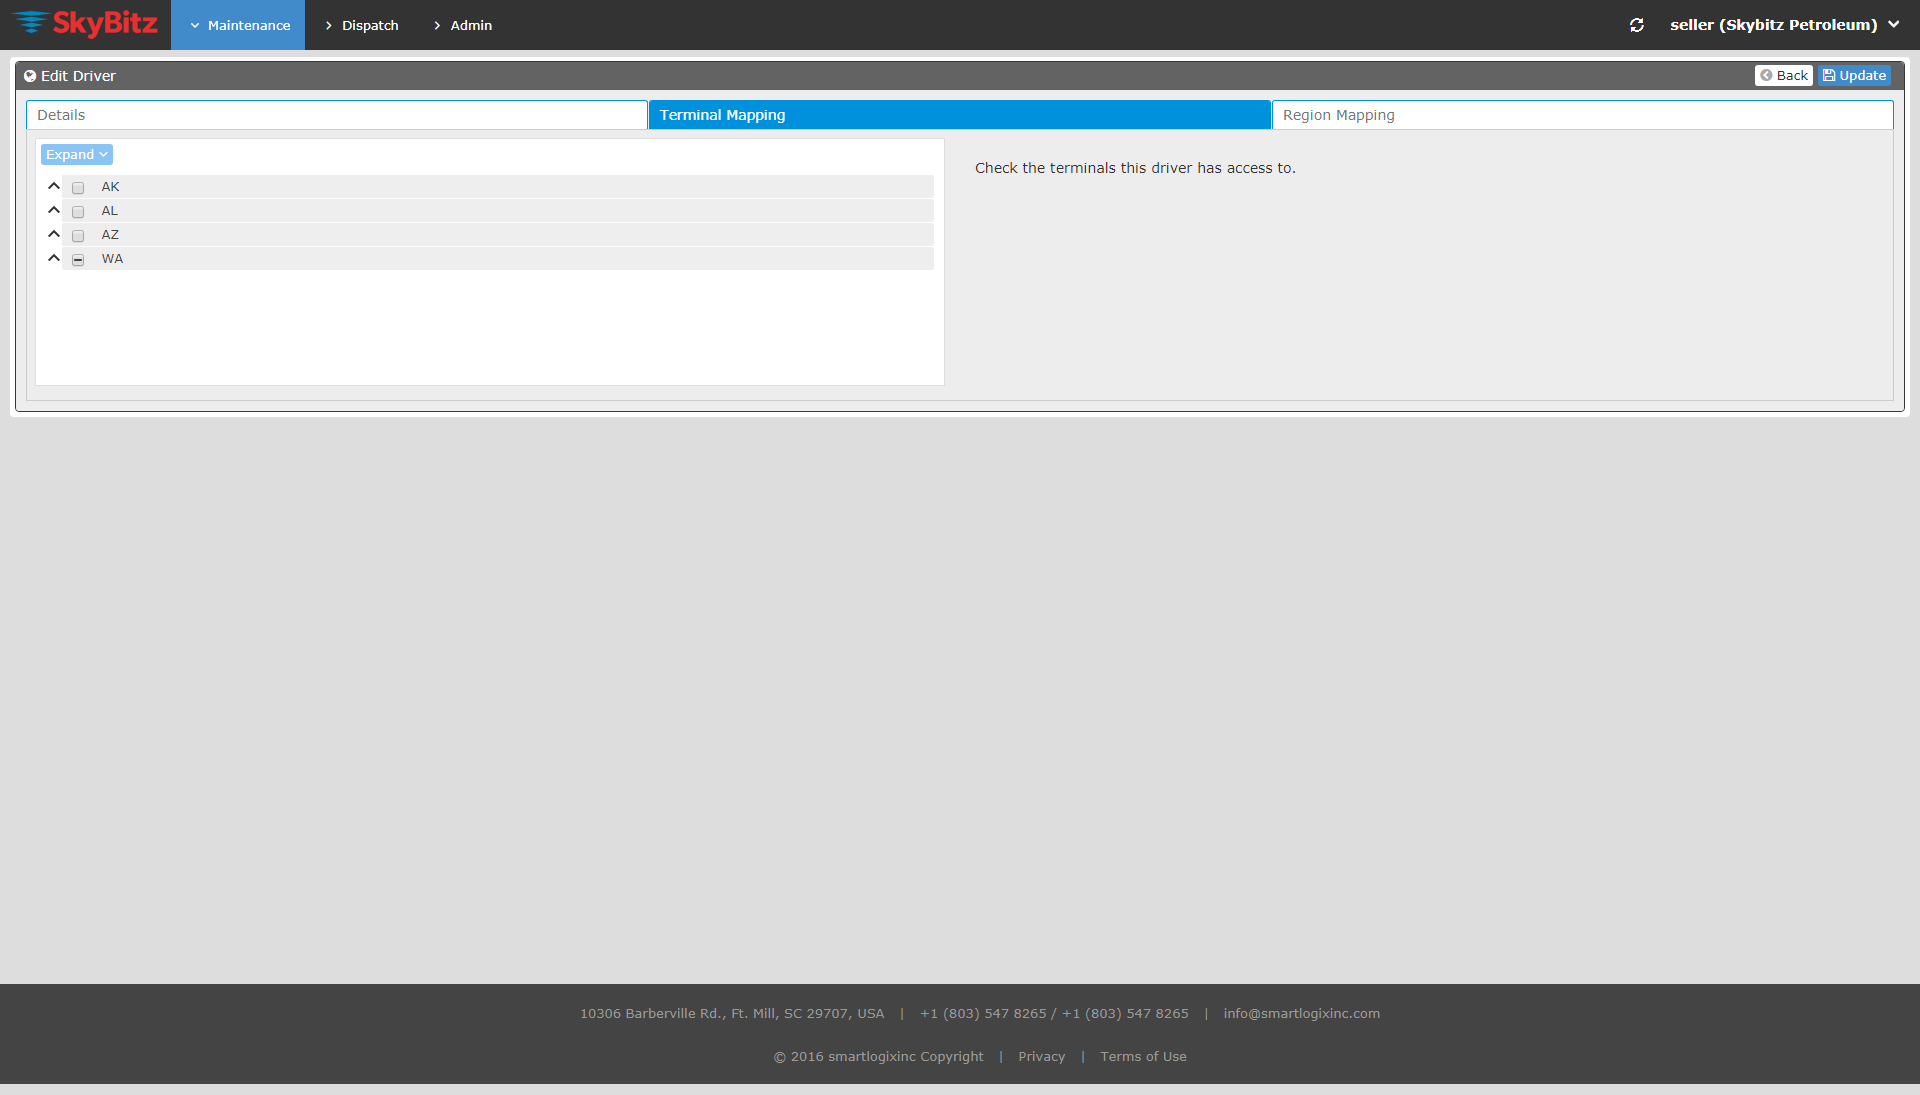 SkyBitz
Maintenance
Dispatch
Admin
seller (Skybitz Petroleum)
Edit Driver
Back
Update
Details
Terminal Mapping
Region Mapping
Expand
Check the terminals this driver has access to.
AK
AL
AZ
WA
10306 Barberville Rd., Ft. Mill, SC 29707, USA | +1 (803) 547 8265 / +1 (803) 547 8265 | info@smartlogixinc.com
© 2016 smartlogixinc Copyright | Privacy | Terms of Use